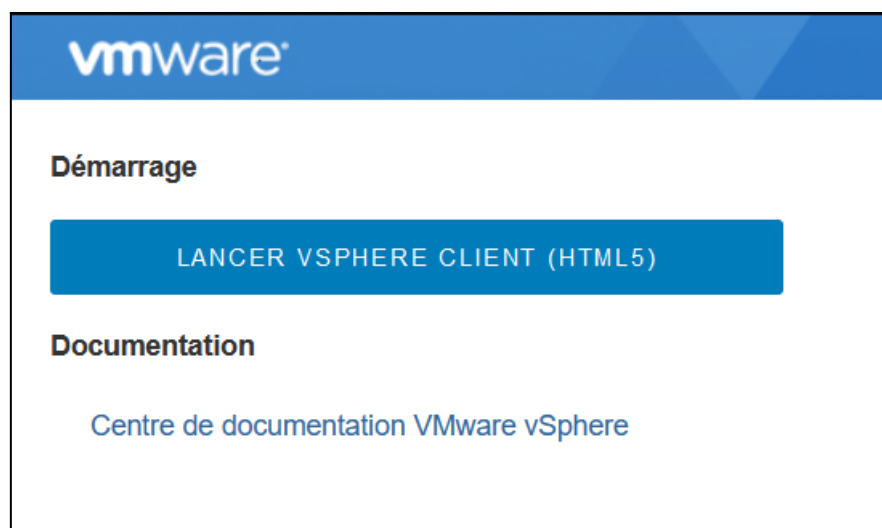 vmware
Démarrage
LANCER VSPHERE CLIENT (HTML5)
Documentation
Centre de documentation VMware vSphere